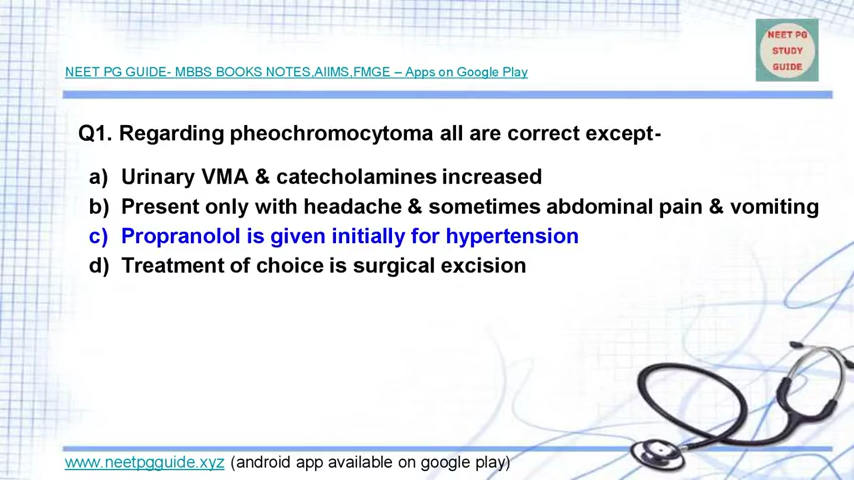 NEET PG
STUDY
GUIDE
NEET PG GUIDE- MBBS BOOKS NOTES,AIIMS,FMGE – Apps on Google Play
Q1. Regarding pheochromocytoma all are correct except-
a) Urinary VMA & catecholamines increased
b) Present only with headache & sometimes abdominal pain & vomiting
c) Propranolol is given initially for hypertension
d) Treatment of choice is surgical excision
www.neetpgguide.xyz (android app available on google play)